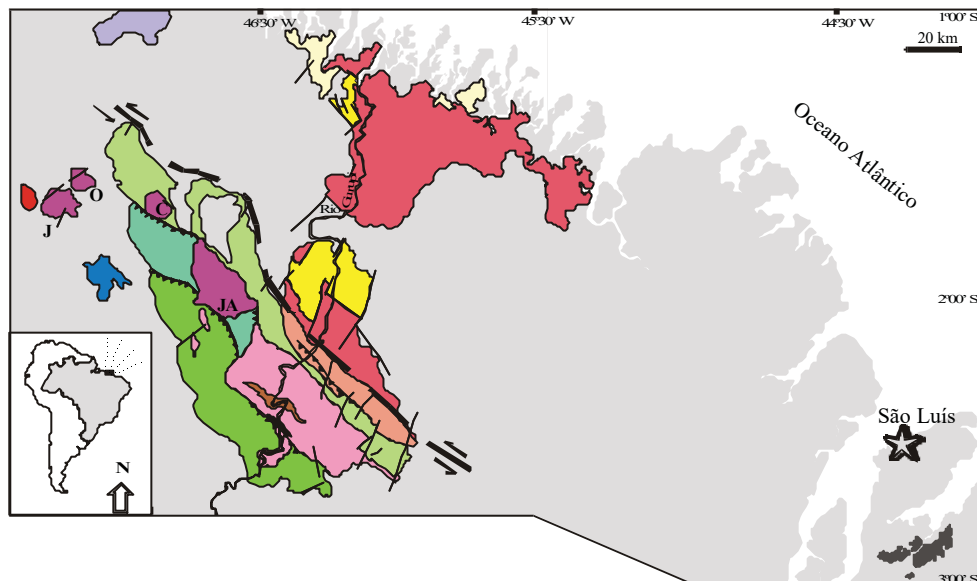 46°30' W
45°30' W
44°30' W
1°00' S
20 km
Oceano Atlântico
O
J
C
Rio
Gurupi
JA
2°00' S
São Luís
N
3°00' S